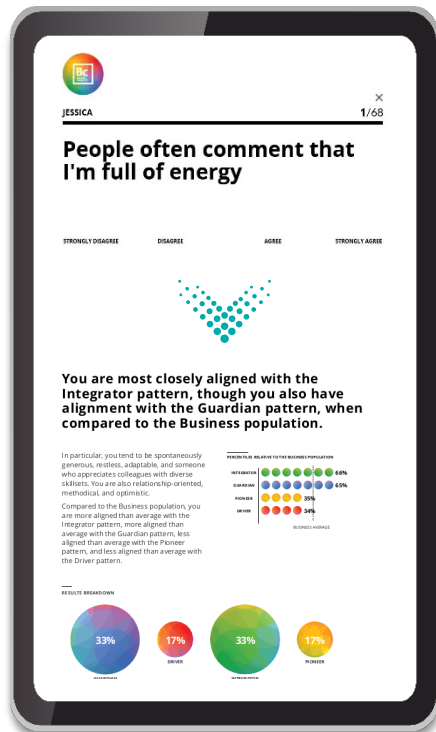 Bc
JESSICA
1/68
People often comment that
I'm full of energy
STRONGLY DISAGREE DISAGREE AGREE STRONGLY AGREE
You are most closely aligned with the
Integrator pattern, though you also have
alignment with the Guardian pattern, when
compared to the Business population.
In particular, you tend to be spontaneously
generous, restless, adaptable, and someone
who appreciates colleagues with diverse
skillsets. You are also relationship-oriented,
methodical, and optimistic.
Compared to the Business population, you
are more aligned than average with the
Integrator pattern, more aligned than
average with the Guardian pattern, less
aligned than average with the Pioneer
pattern, and less aligned than average with
the Driver pattern.
PERCENTILES RELATIVE TO THE BUSINESS POPULATION
INTEGRATOR 66%
GUARDIAN 65%
PIONEER 35%
DRIVER 34%
BUSINESS AVERAGE
RESULTS BREAKDOWN
33% 17% 33% 17%
DRIVER PIONEER
GUARDIAN INTEGRATOR